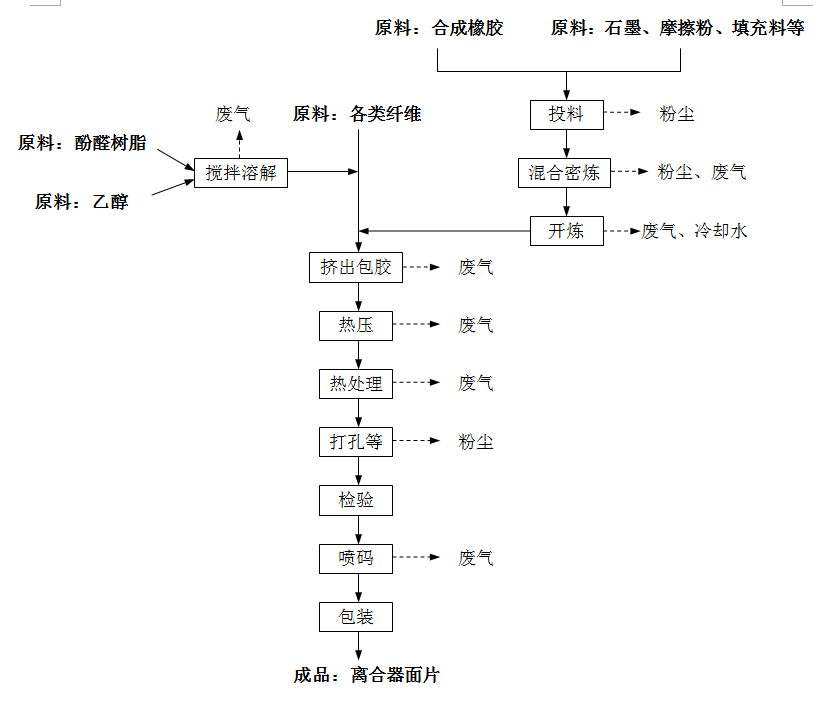 原料：合成橡胶
原料：石墨、摩擦粉、填充料等
废气
原料：各类纤维
投料
粉尘
原料：酚醛树脂
搅拌溶解
混合密炼
粉尘、废气
原料：乙醇
开炼
废气、冷却水
挤出包胶
废气
热压
废气
热处理
废气
打孔等
粉尘
检验
喷码
废气
包装
成品：离合器面片